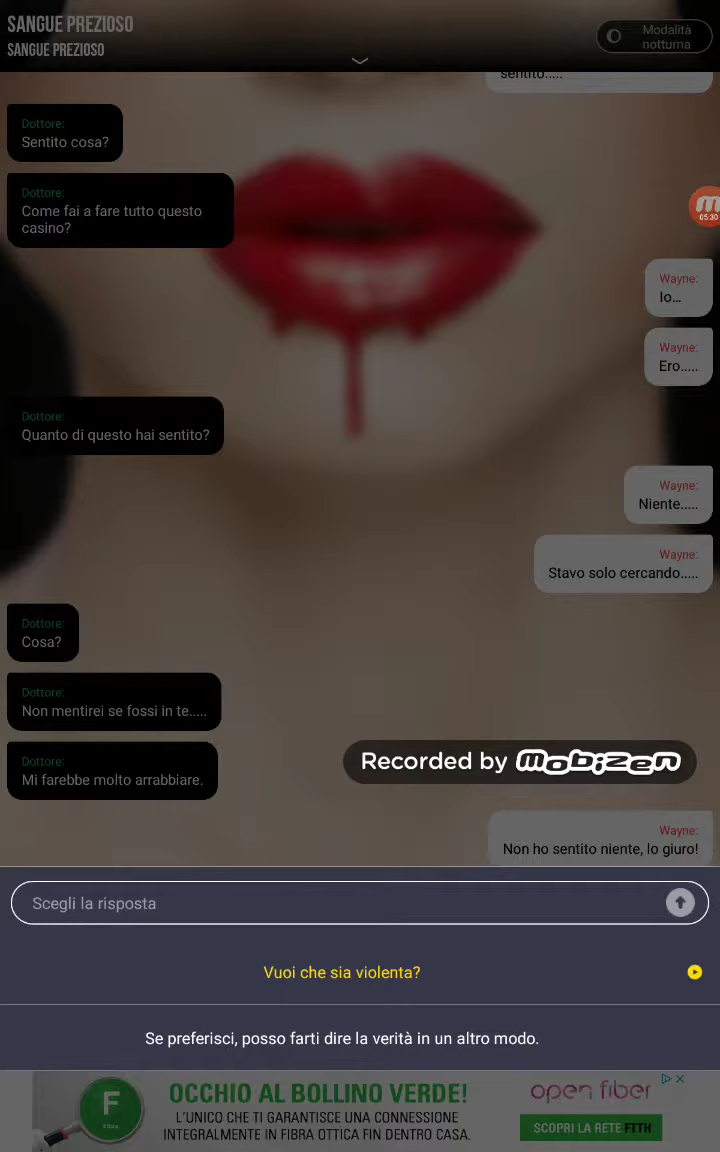 SANGUE PREZIOSO
SANGUE PREZIOSO
Modalità
notturna
sentito.....
Dottore:
Sentito cosa?
Dottore:
Come fai a fare tutto questo
casino?
05:30
Wayne:
Io...
Wayne:
Ero.....
Dottore:
Quanto di questo hai sentito?
Wayne:
Niente.....
Wayne:
Stavo solo cercando.....
Dottore:
Cosa?
Dottore:
Non mentirei se fossi in te.....
Dottore:
Mi farebbe molto arrabbiare.
Recorded by mobizen
Wayne:
Non ho sentito niente, lo giuro!
Scegli la risposta
Vuoi che sia violenta?
Se preferisci, posso farti dire la verità in un altro modo.
F
OCCHIO AL BOLLINO VERDE!
L'UNICO CHE TI GARANTISCE UNA CONNESSIONE
INTEGRALMENTE IN FIBRA OTTICA FIN DENTRO CASA.
open fiber
SCOPRI LA RETE FTTH